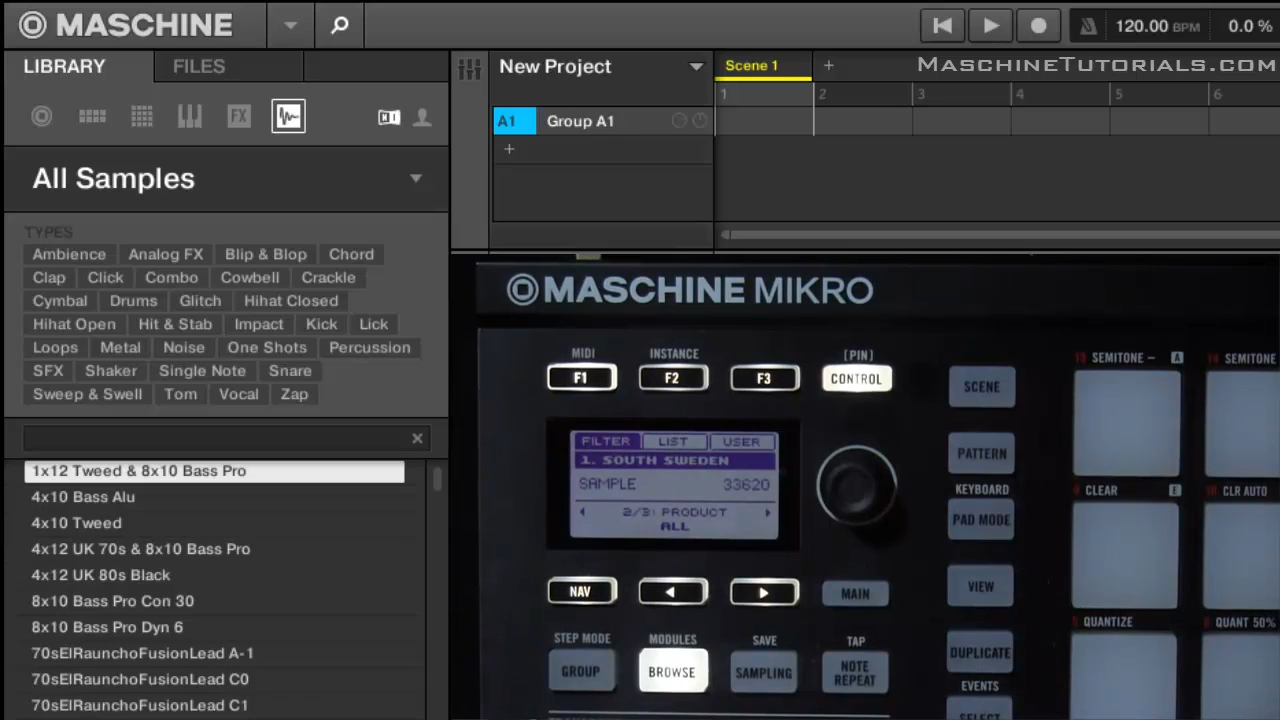 MASCHINE
120.00 BPM 0.0 %
LIBRARY FILES
New Project
Scene 1 +
MASCHINETUTORIALS.COM
1 2 3 4 5 6
A1 Group A1
+
All Samples
TYPES
Ambience Analog FX Blip & Blop Chord
Clap Click Combo Cowbell Crackle
Cymbal Drums Glitch Hihat Closed
Hihat Open Hit & Stab Impact Kick Lick
Loops Metal Noise One Shots Percussion
SFX Shaker Single Note Snare
Sweep & Swell Tom Vocal Zap
1x12 Tweed & 8x10 Bass Pro
4x10 Bass Alu
4x10 Tweed
4x12 UK 70s & 8x10 Bass Pro
4x12 UK 80s Black
8x10 Bass Pro Con 30
8x10 Bass Pro Dyn 6
70sElRaunchoFusionLead A-1
70sElRaunchoFusionLead C0
70sElRaunchoFusionLead C1
FX
MASCHINE MIKRO
MIDI INSTANCE [PIN]
F1 F2 F3 CONTROL
FILTER LIST USER
1. SOUTH SWEDEN
SAMPLE 33620
2/3: PRODUCT
ALL
NAV MAIN
STEP MODE MODULES SAVE TAP
GROUP BROWSE SAMPLING NOTE REPEAT
SCENE
PATTERN
KEYBOARD
PAD MODE
VIEW
DUPLICATE
EVENTS
SELECT
SEMITONE - A SEMITONE
CLEAR E CLR AUTO
QUANTIZE QUANT 50%